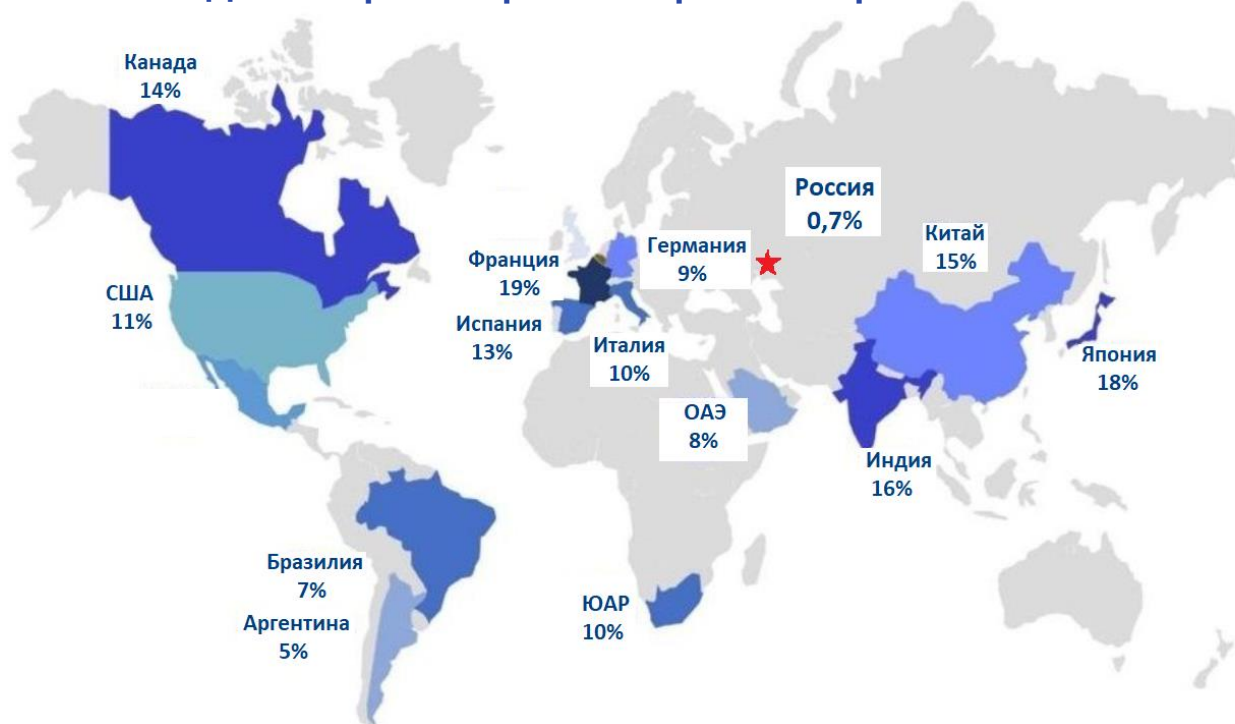 Канада
14%
Россия
0,7%
Китай
15%
Германия
9%
Франция
19%
США
11%
Испания
13%
Италия
10%
Япония
18%
ОАЭ
8%
Индия
16%
Бразилия
7%
ЮАР
10%
Аргентина
5%